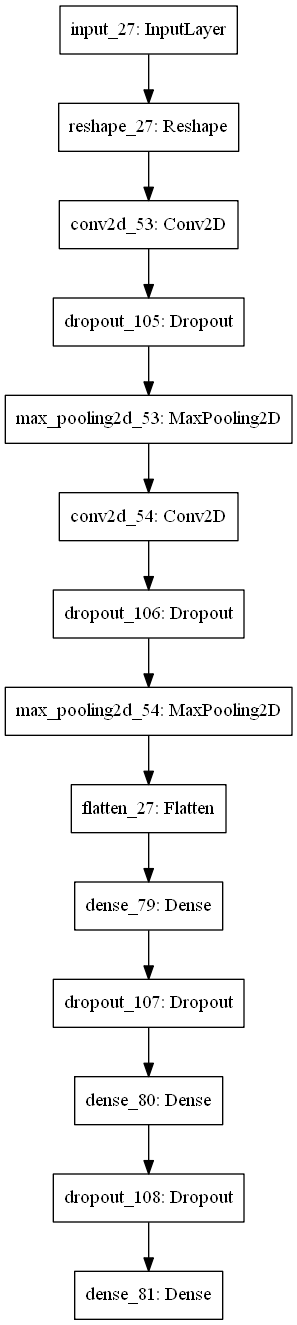 input_27: InputLayer
reshape_27: Reshape
conv2d_53: Conv2D
dropout_105: Dropout
max_pooling2d_53: MaxPooling2D
conv2d_54: Conv2D
dropout_106: Dropout
max_pooling2d_54: MaxPooling2D
flatten_27: Flatten
dense_79: Dense
dropout_107: Dropout
dense_80: Dense
dropout_108: Dropout
dense_81: Dense